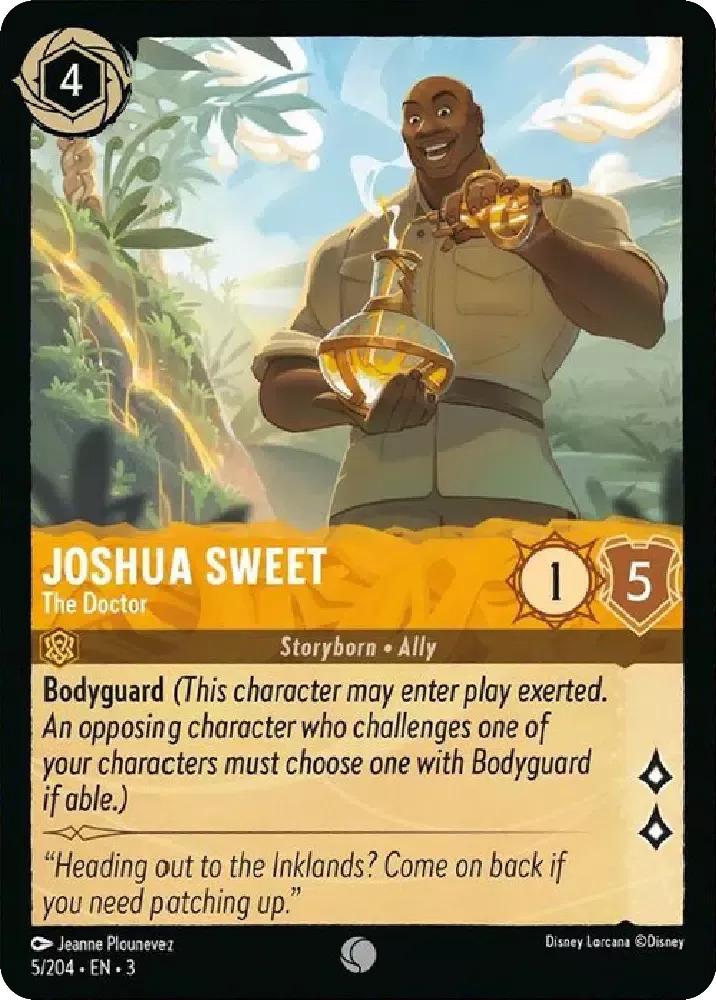 4
JOSHUA SWEET
The Doctor
1
5
Storyborn • Ally
Bodyguard (This character may enter play exerted.
An opposing character who challenges one of
your characters must choose one with Bodyguard
if able.)
“Heading out to the Inklands? Come on back if
you need patching up.”
Jeanne Plounevez
Disney Lorcana ©Disney
5/204 • EN • 3